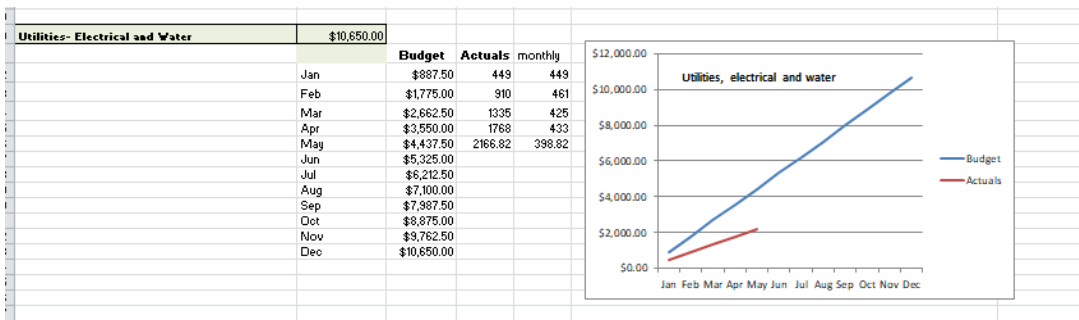 Utilities- Electrical and Water $10,650.00
Budget Actuals monthly
Jan $887.50 449 449
Feb $1,775.00 910 461
Mar $2,662.50 1335 425
Apr $3,550.00 1768 433
May $4,437.50 2166.82 398.82
Jun $5,325.00
Jul $6,212.50
Aug $7,100.00
Sep $7,987.50
Oct $8,875.00
Nov $9,762.50
Dec $10,650.00
Utilities, electrical and water
$12,000.00
$10,000.00
$8,000.00
$6,000.00
$4,000.00
$2,000.00
$0.00
Jan Feb Mar Apr May Jun Jul Aug Sep Oct Nov Dec
Budget
Actuals